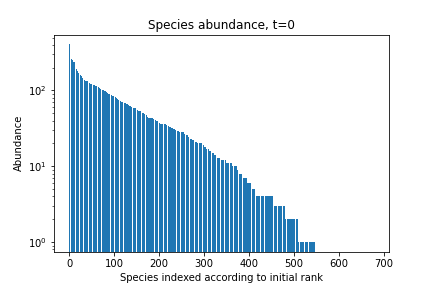 Species abundance, t=0
Abundance
10²
10¹
10⁰
0 100 200 300 400 500 600 700
Species indexed according to initial rank